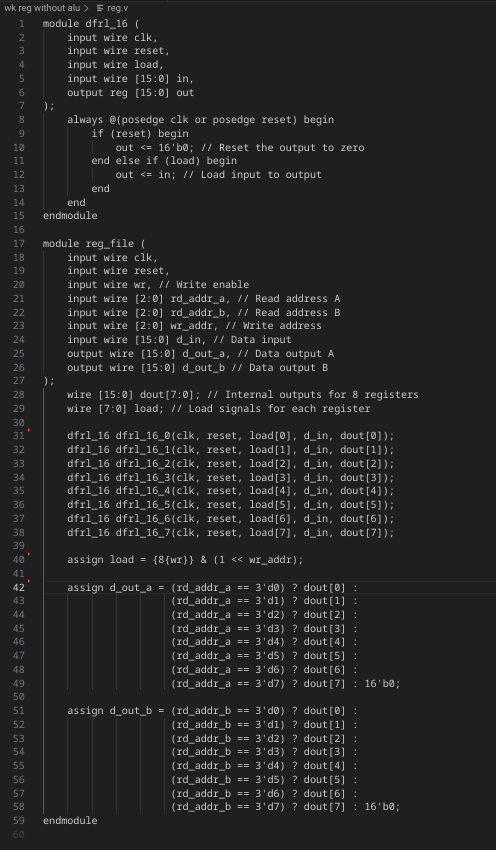 wk reg without alu > reg.v
1 module dfrl_16 (
2     input wire clk,
3     input wire reset,
4     input wire load,
5     input wire [15:0] in,
6     output reg [15:0] out
7 );
8     always @(posedge clk or posedge reset) begin
9         if (reset) begin
10             out <= 16'b0; // Reset the output to zero
11         end else if (load) begin
12             out <= in; // Load input to output
13         end
14     end
15 endmodule
16
17 module reg_file (
18     input wire clk,
19     input wire reset,
20     input wire wr, // Write enable
21     input wire [2:0] rd_addr_a, // Read address A
22     input wire [2:0] rd_addr_b, // Read address B
23     input wire [2:0] wr_addr, // Write address
24     input wire [15:0] d_in, // Data input
25     output wire [15:0] d_out_a, // Data output A
26     output wire [15:0] d_out_b // Data output B
27 );
28     wire [15:0] dout[7:0]; // Internal outputs for 8 registers
29     wire [7:0] load; // Load signals for each register
30
31     dfrl_16 dfrl_16_0(clk, reset, load[0], d_in, dout[0]);
32     dfrl_16 dfrl_16_1(clk, reset, load[1], d_in, dout[1]);
33     dfrl_16 dfrl_16_2(clk, reset, load[2], d_in, dout[2]);
34     dfrl_16 dfrl_16_3(clk, reset, load[3], d_in, dout[3]);
35     dfrl_16 dfrl_16_4(clk, reset, load[4], d_in, dout[4]);
36     dfrl_16 dfrl_16_5(clk, reset, load[5], d_in, dout[5]);
37     dfrl_16 dfrl_16_6(clk, reset, load[6], d_in, dout[6]);
38     dfrl_16 dfrl_16_7(clk, reset, load[7], d_in, dout[7]);
39
40     assign load = {8{wr}} & (1 << wr_addr);
41
42     assign d_out_a = (rd_addr_a == 3'd0) ? dout[0] :
43                      (rd_addr_a == 3'd1) ? dout[1] :
44                      (rd_addr_a == 3'd2) ? dout[2] :
45                      (rd_addr_a == 3'd3) ? dout[3] :
46                      (rd_addr_a == 3'd4) ? dout[4] :
47                      (rd_addr_a == 3'd5) ? dout[5] :
48                      (rd_addr_a == 3'd6) ? dout[6] :
49                      (rd_addr_a == 3'd7) ? dout[7] : 16'b0;
50
51     assign d_out_b = (rd_addr_b == 3'd0) ? dout[0] :
52                      (rd_addr_b == 3'd1) ? dout[1] :
53                      (rd_addr_b == 3'd2) ? dout[2] :
54                      (rd_addr_b == 3'd3) ? dout[3] :
55                      (rd_addr_b == 3'd4) ? dout[4] :
56                      (rd_addr_b == 3'd5) ? dout[5] :
57                      (rd_addr_b == 3'd6) ? dout[6] :
58                      (rd_addr_b == 3'd7) ? dout[7] : 16'b0;
59 endmodule
60